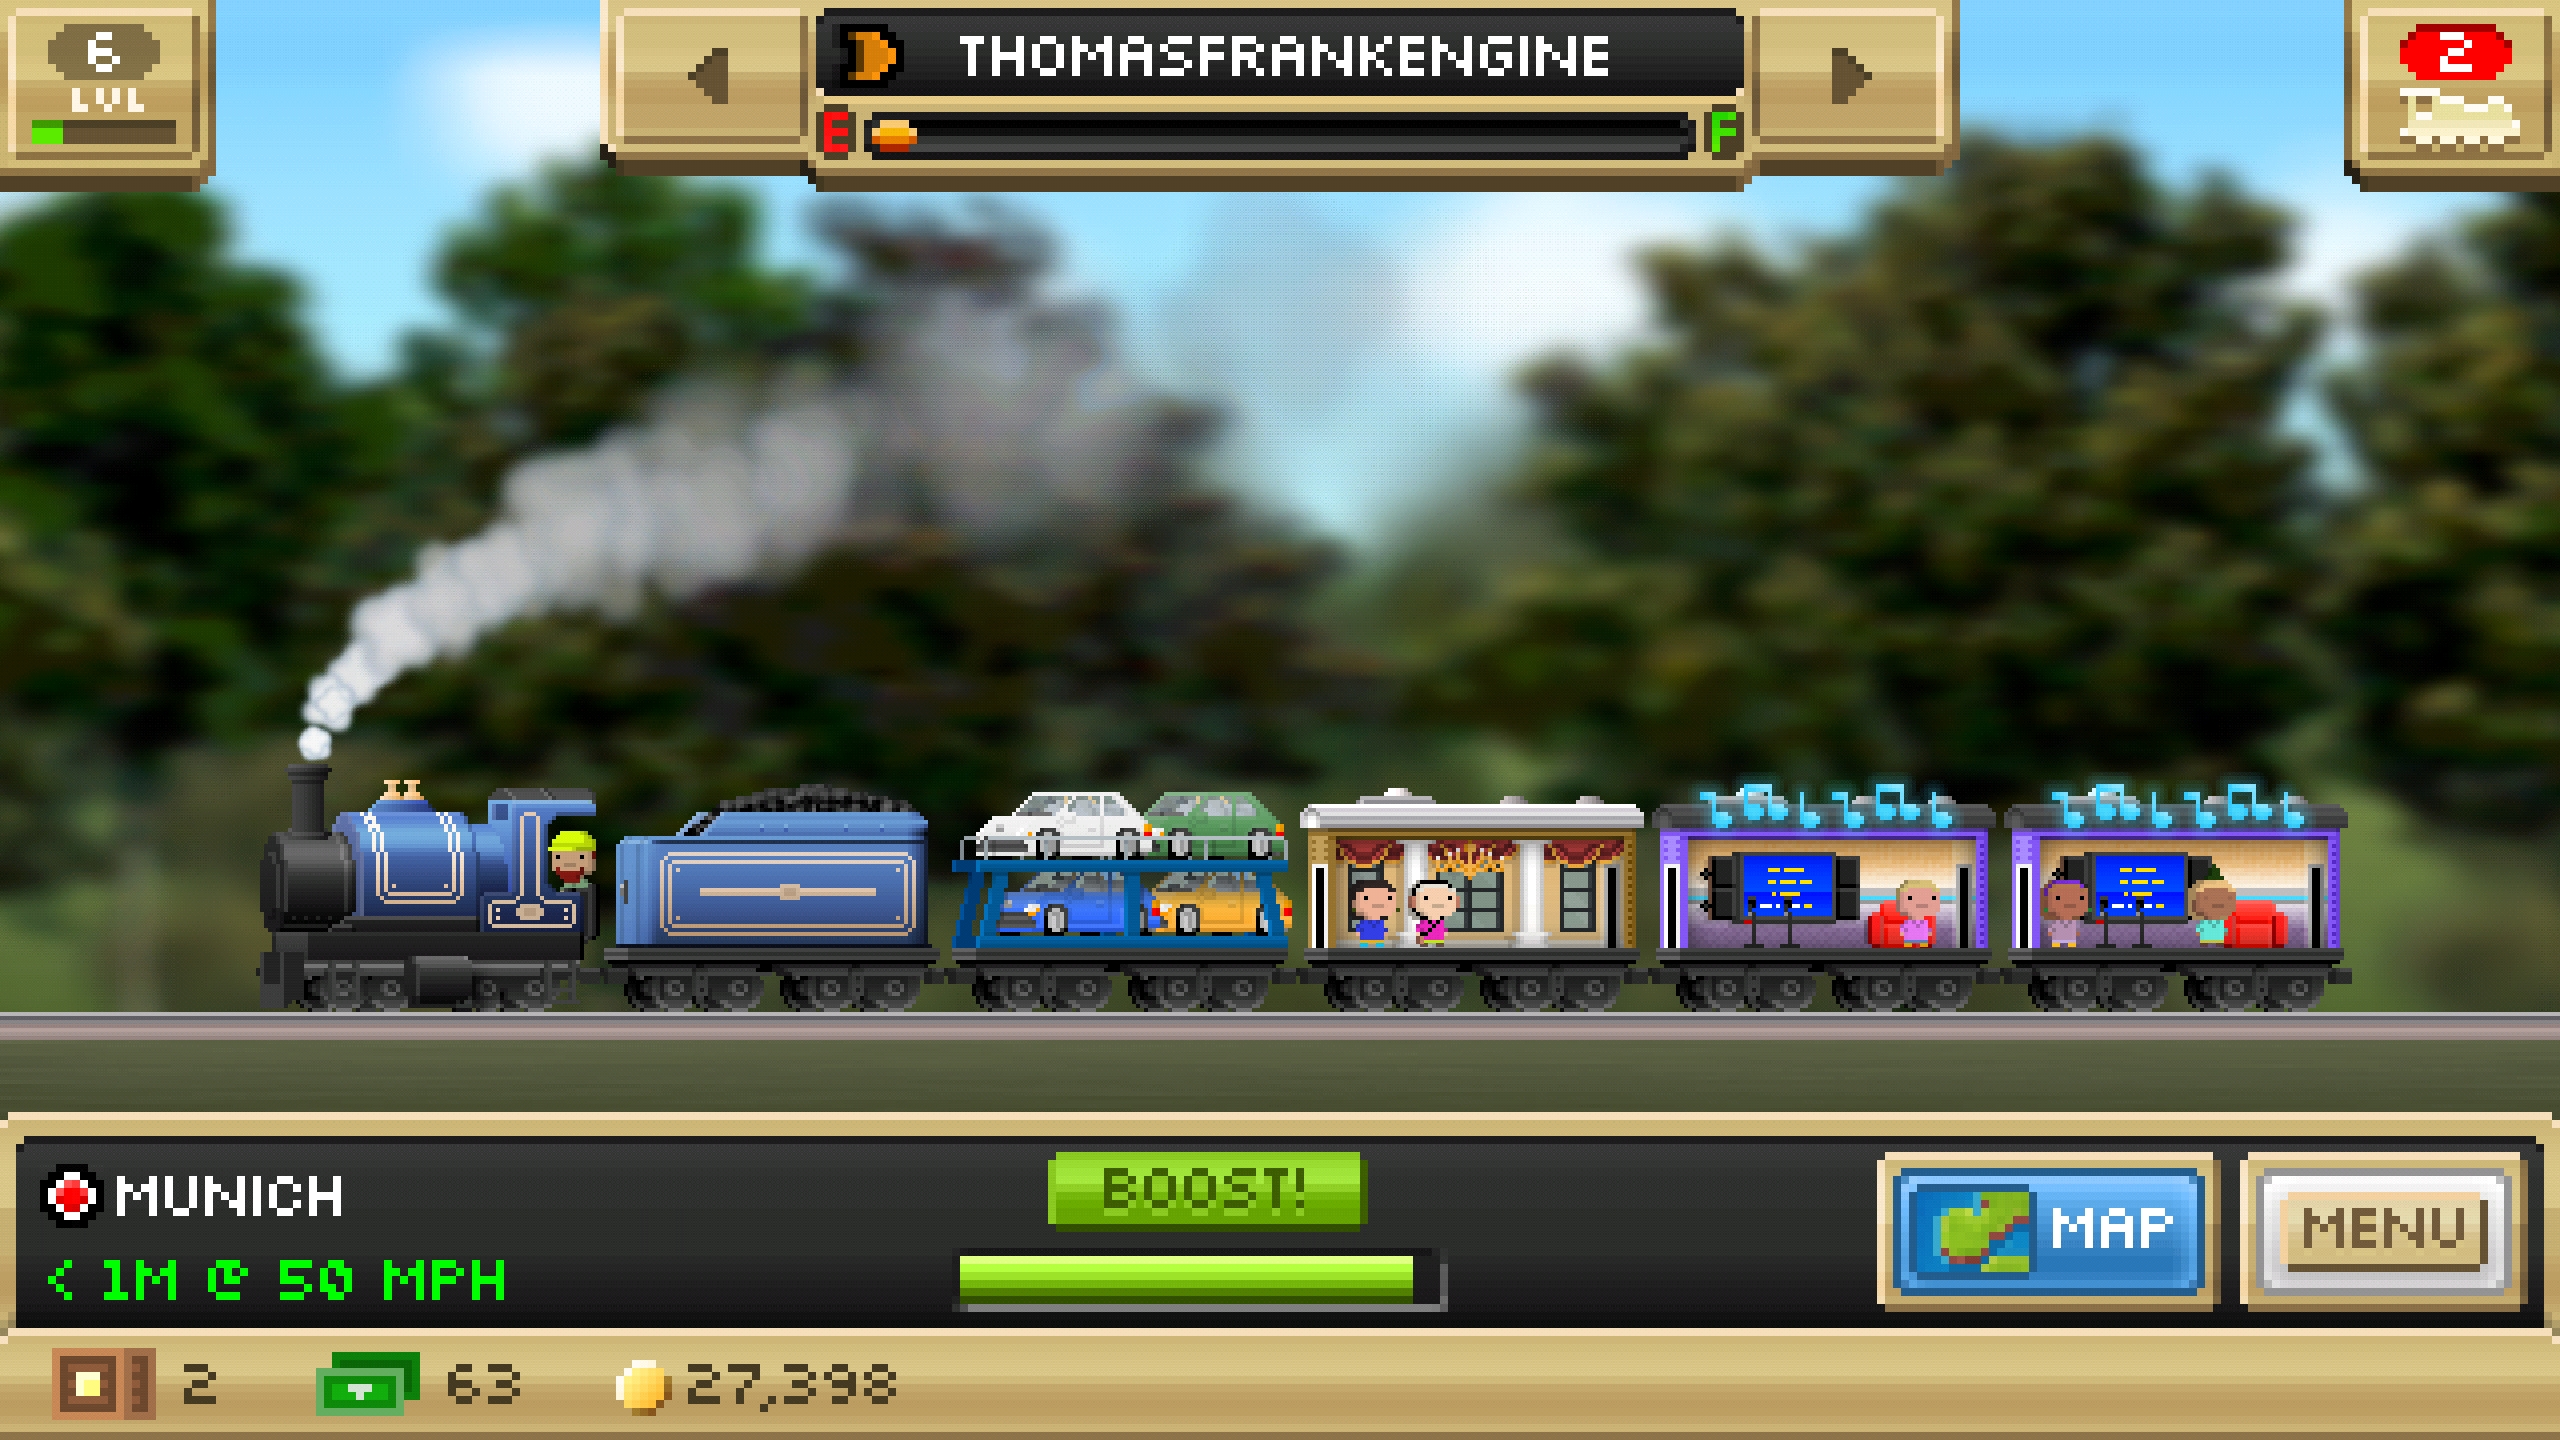 6
LVL
THOMASFRANKENGINE
E F
2
MUNICH
< 1M @ 50 MPH
BOOST!
MAP
MENU
2 63 27,398